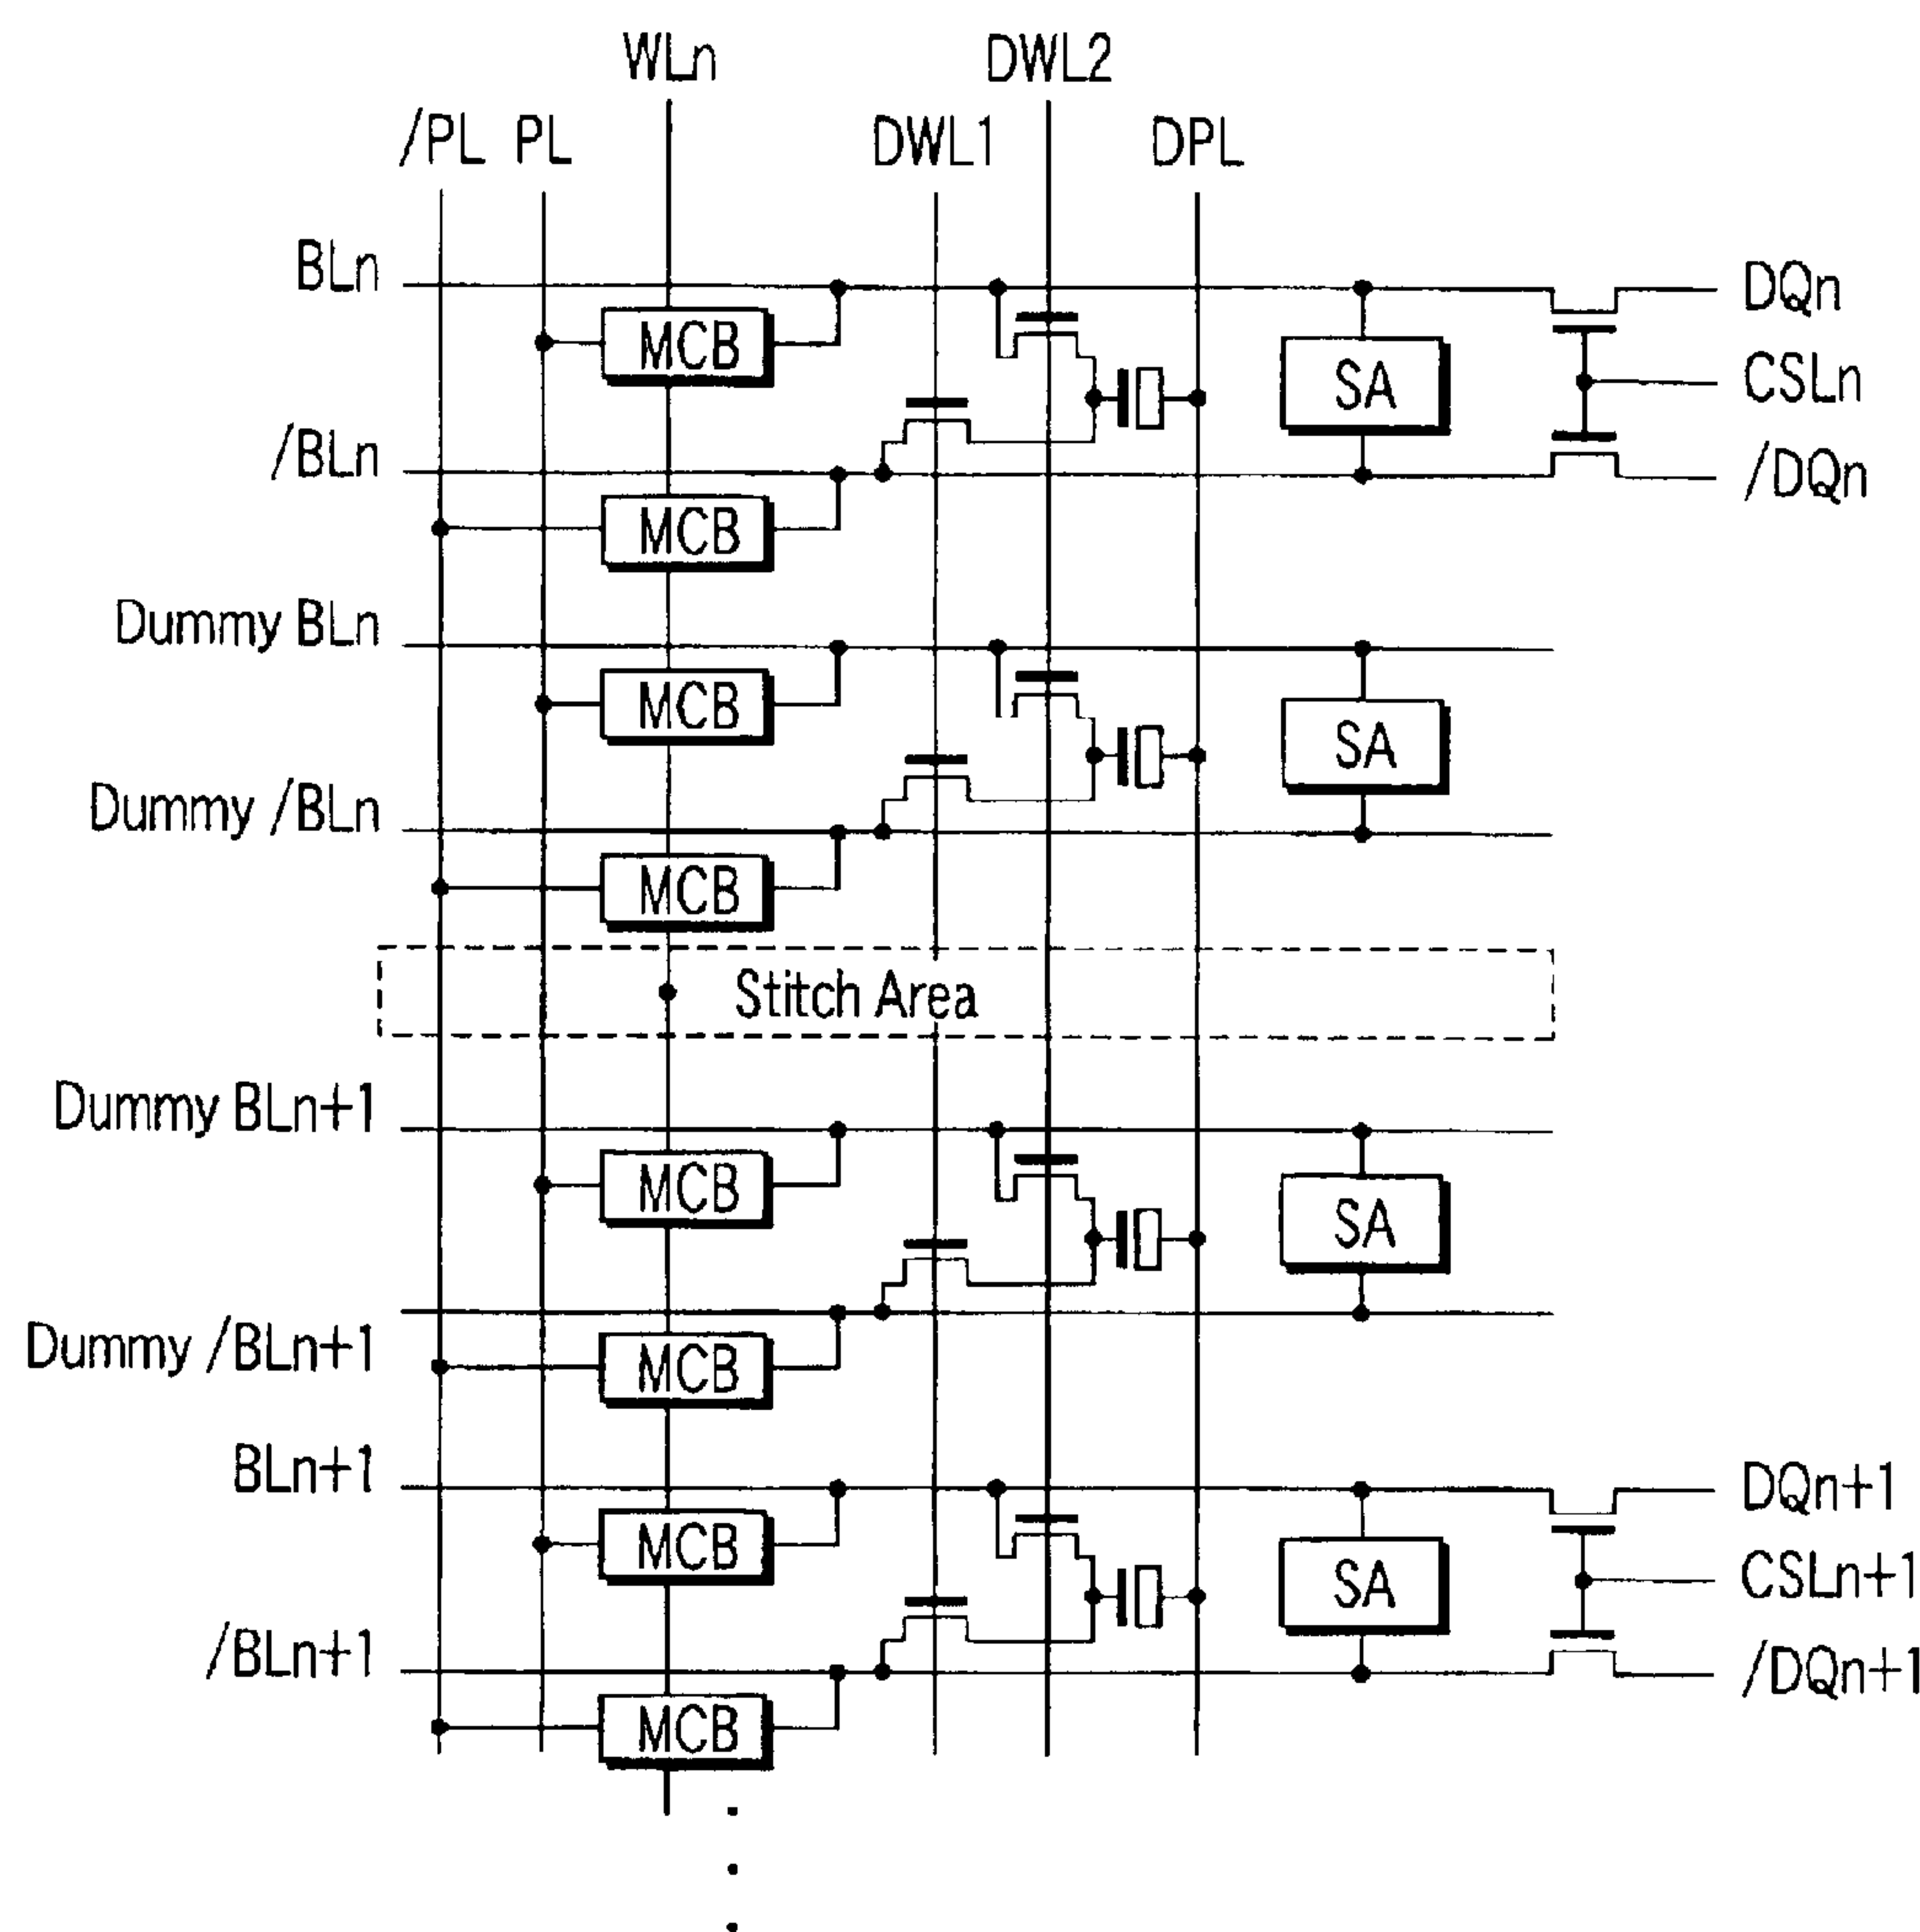 WLn DWL2
/PL PL DWL1 DPL
BLn DQn
MCB SA CSLn
/BLn /DQn
MCB
Dummy BLn
MCB SA
Dummy /BLn
MCB
Stitch Area
Dummy BLn+1
MCB SA
Dummy /BLn+1
MCB
BLn+1 DQn+1
MCB SA CSLn+1
/BLn+1 /DQn+1
MCB